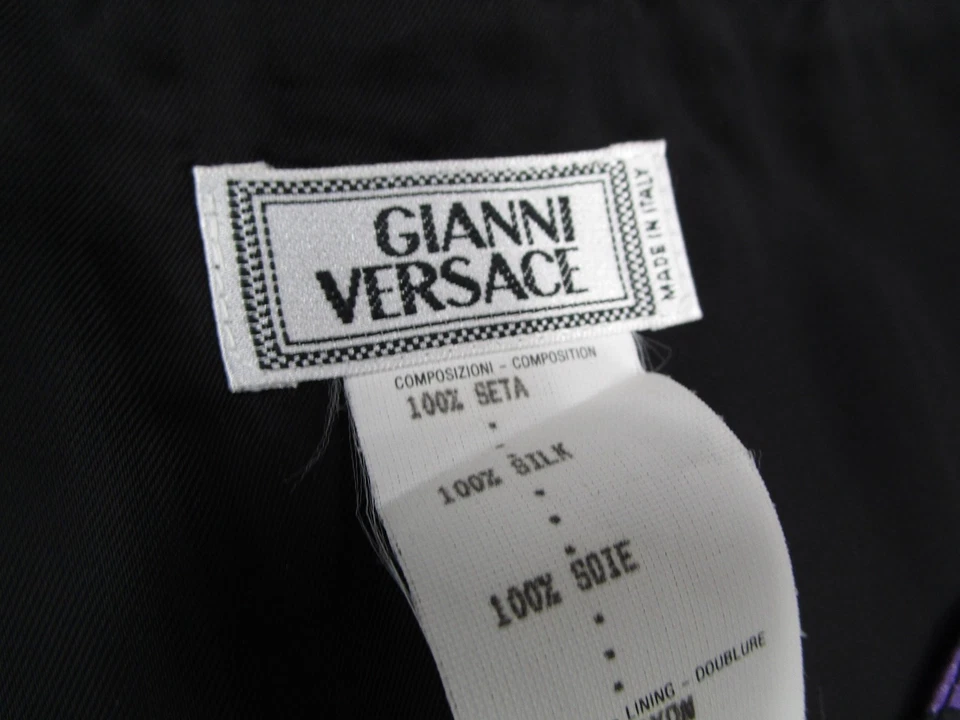 GIANNI
VERSACE
MADE IN ITALY
COMPOSIZIONI - COMPOSITION
100% SETA
100% SILK
100% SOIE
LINING - DOUBLURE